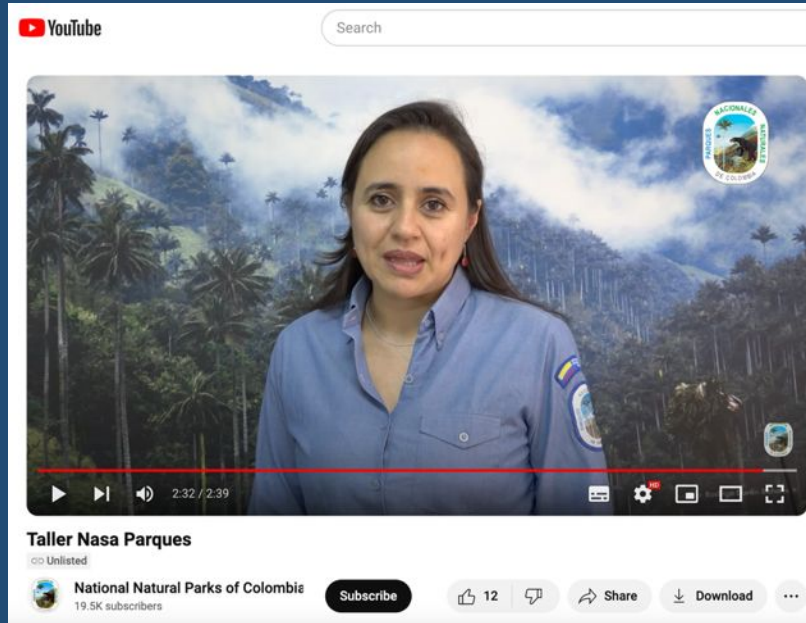 YouTube
Search
PARQUES NACIONALES NATURALES
DE COLOMBIA
2:32 / 2:39
HD
Taller Nasa Parques
Unlisted
National Natural Parks of Colombia
19.5K subscribers
Subscribe
12
Share
Download